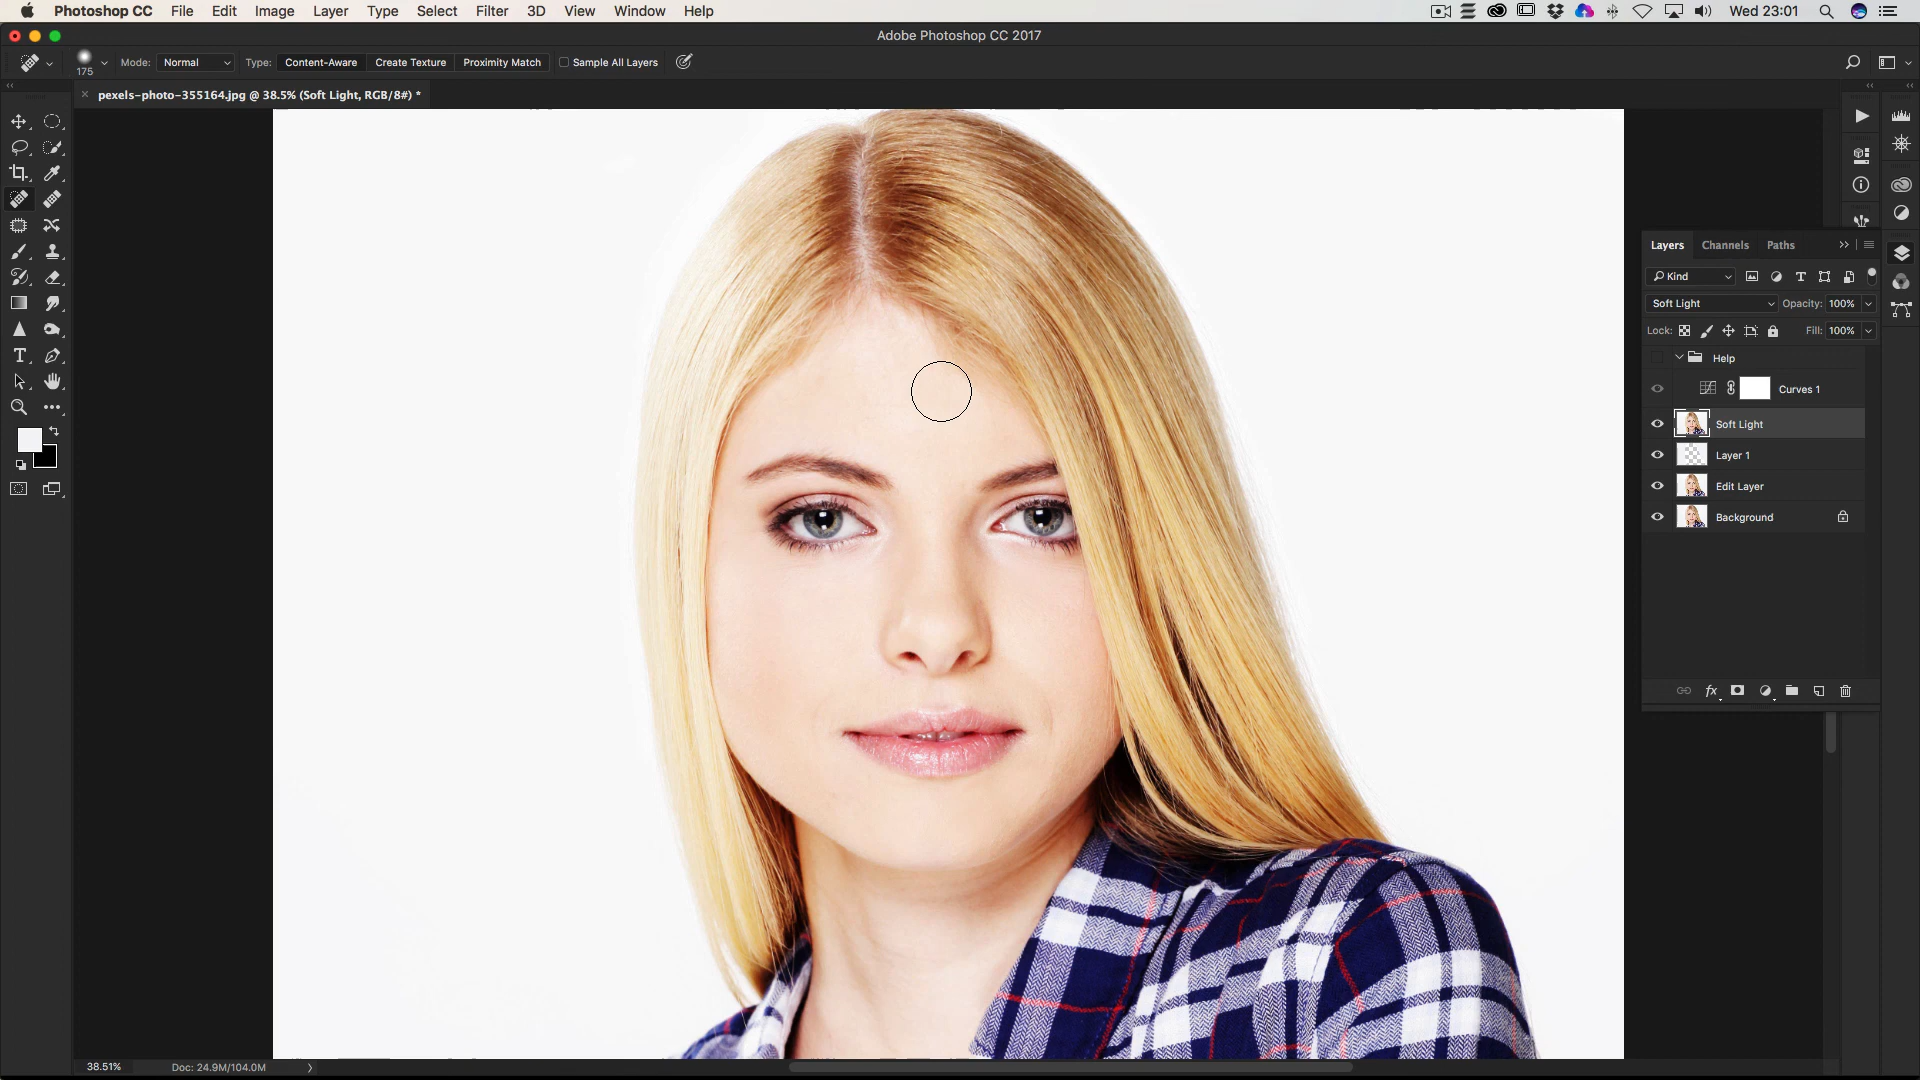 Photoshop CC File Edit Image Layer Type Select Filter 3D View Window Help Wed 23:01
Adobe Photoshop CC 2017
175 Mode: Normal Type: Content-Aware Create Texture Proximity Match Sample All Layers
pexels-photo-355164.jpg @ 38.5% (Soft Light, RGB/8#) *
Layers Channels Paths
Kind
Soft Light Opacity: 100%
Lock: Fill: 100%
Help
Curves 1
Soft Light
Layer 1
Edit Layer
Background
fx
38.51% Doc: 24.9M/104.0M